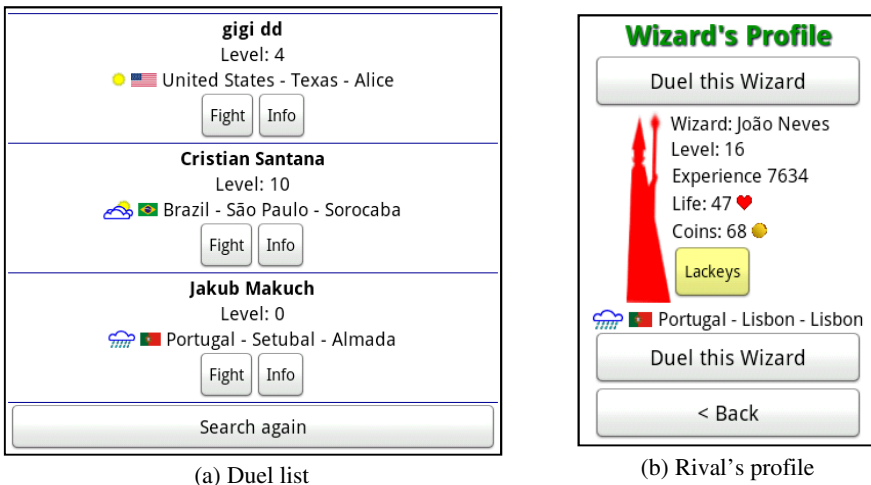 gigi dd
Level: 4
United States - Texas - Alice
Fight Info
Cristian Santana
Level: 10
Brazil - São Paulo - Sorocaba
Fight Info
Jakub Makuch
Level: 0
Portugal - Setubal - Almada
Fight Info
Search again
(a) Duel list
Wizard's Profile
Duel this Wizard
Wizard: João Neves
Level: 16
Experience 7634
Life: 47
Coins: 68
Lackeys
Portugal - Lisbon - Lisbon
Duel this Wizard
< Back
(b) Rival's profile